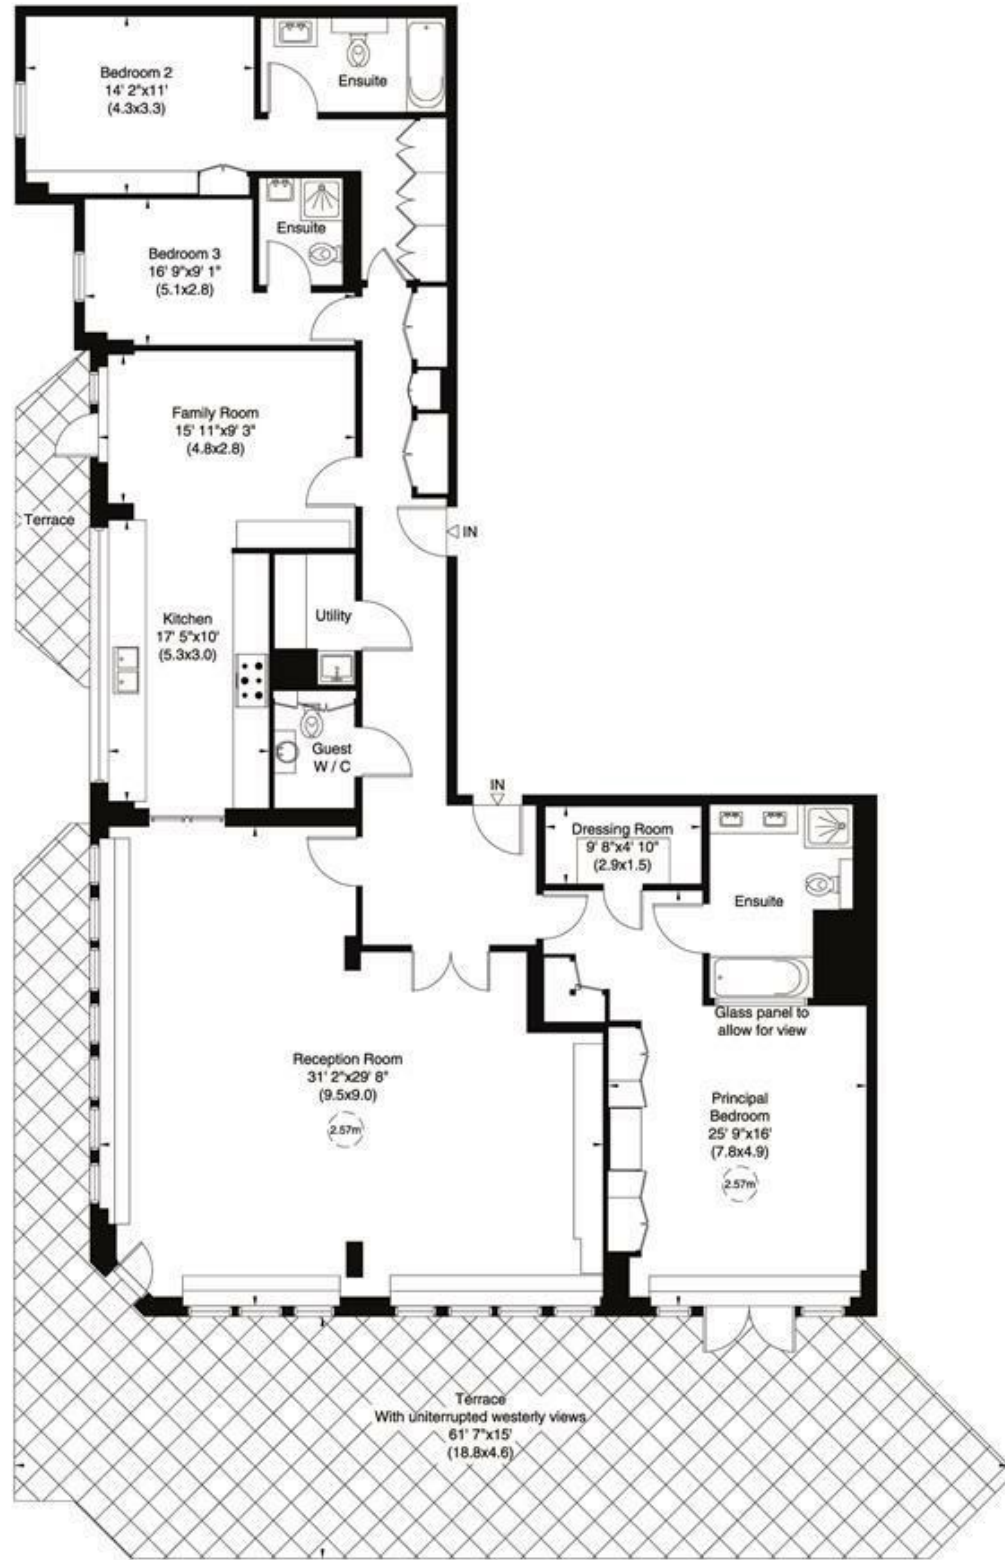 Bedroom 2
14' 2"x11'
(4.3x3.3)
Ensuite
Ensuite
Bedroom 3
16' 9"x9' 1"
(5.1x2.8)
Family Room
15' 11"x9' 3"
(4.8x2.8)
Terrace
IN
Kitchen
17' 5"x10'
(5.3x3.0)
Utility
Guest
W / C
IN
Dressing Room
9' 8"x4' 10"
(2.9x1.5)
Ensuite
Glass panel to
allow for view
Reception Room
31' 2"x29' 8"
(9.5x9.0)
2.57m
Principal
Bedroom
25' 9"x16'
(7.8x4.9)
2.57m
Terrace
With uniterrupted westerly views
61' 7"x15'
(18.8x4.6)